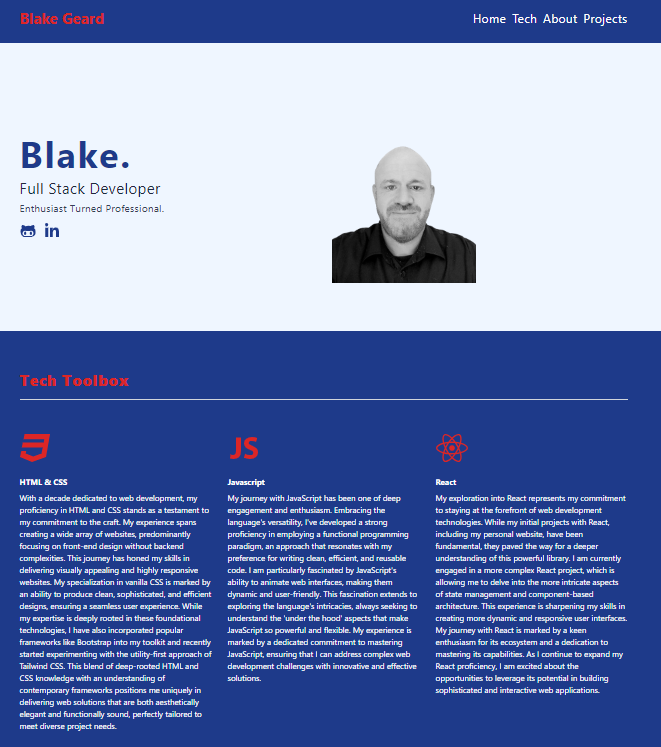 Blake Geard
Home Tech About Projects
Blake.
Full Stack Developer
Enthusiast Turned Professional.
in
Tech Toolbox
JS
HTML & CSS
With a decade dedicated to web development, my
proficiency in HTML and CSS stands as a testament to
my commitment to the craft. My experience spans
creating a wide array of websites, predominantly
focusing on front-end design without backend
complexities. This journey has honed my skills in
delivering visually appealing and highly responsive
websites. My specialization in vanilla CSS is marked by
an ability to produce clean, sophisticated, and efficient
designs, ensuring a seamless user experience. While
my expertise is deeply rooted in these foundational
technologies, I have also incorporated popular
frameworks like Bootstrap into my toolkit and recently
started experimenting with the utility-first approach of
Tailwind CSS. This blend of deep-rooted HTML and
CSS knowledge with an understanding of
contemporary frameworks positions me uniquely in
delivering web solutions that are both aesthetically
elegant and functionally sound, perfectly tailored to
meet diverse project needs.
Javascript
My journey with JavaScript has been one of deep
engagement and enthusiasm. Embracing the
language's versatility, I've developed a strong
proficiency in employing a functional programming
paradigm, an approach that resonates with my
preference for writing clean, efficient, and reusable
code. I am particularly fascinated by JavaScript's
ability to animate web interfaces, making them
dynamic and user-friendly. This fascination extends to
exploring the language's intricacies, always seeking to
understand the 'under the hood' aspects that make
JavaScript so powerful and flexible. My experience is
marked by a dedicated commitment to mastering
JavaScript, ensuring that I can address complex web
development challenges with innovative and effective
solutions.
React
My exploration into React represents my commitment
to staying at the forefront of web development
technologies. While my initial projects with React,
including my personal website, have been
fundamental, they paved the way for a deeper
understanding of this powerful library. I am currently
engaged in a more complex React project, which is
allowing me to delve into the more intricate aspects
of state management and component-based
architecture. This experience is sharpening my skills in
creating more dynamic and responsive user interfaces.
My journey with React is marked by a keen
enthusiasm for its ecosystem and a dedication to
mastering its capabilities. As I continue to expand my
React proficiency, I am excited about the
opportunities to leverage its potential in building
sophisticated and interactive web applications.